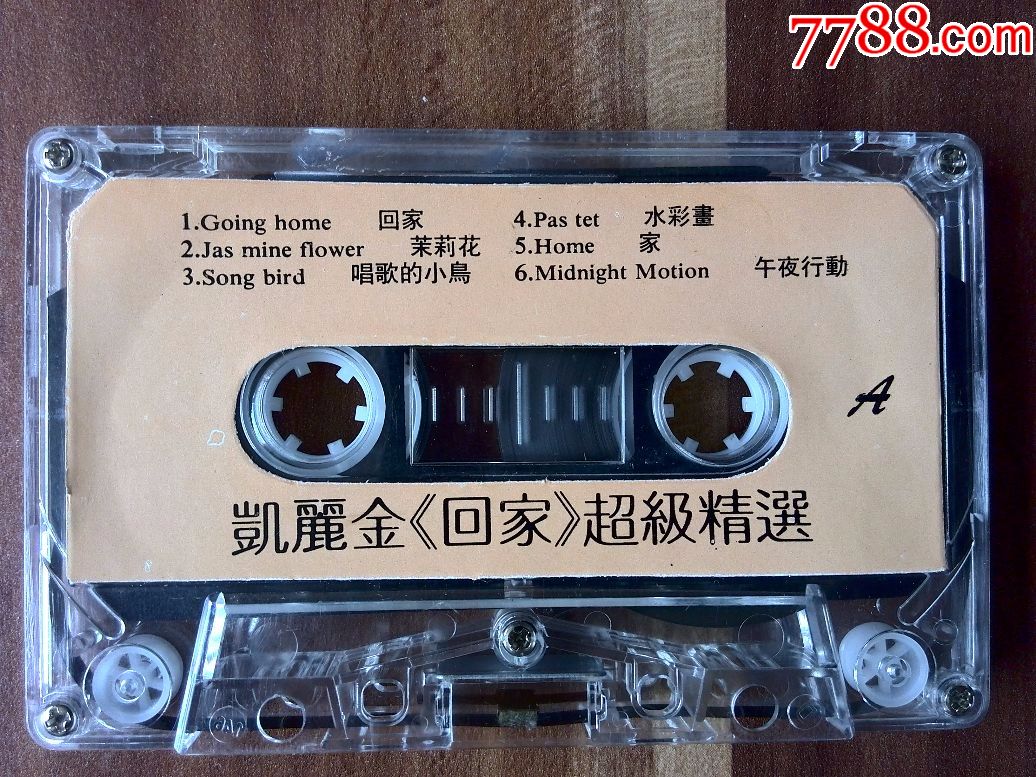 7788.com
1.Going home 回家
2.Jas mine flower 茉莉花
3.Song bird 唱歌的小鳥
4.Pas tet 水彩畫
5.Home 家
6.Midnight Motion 午夜行動
A
凱麗金《回家》超級精選